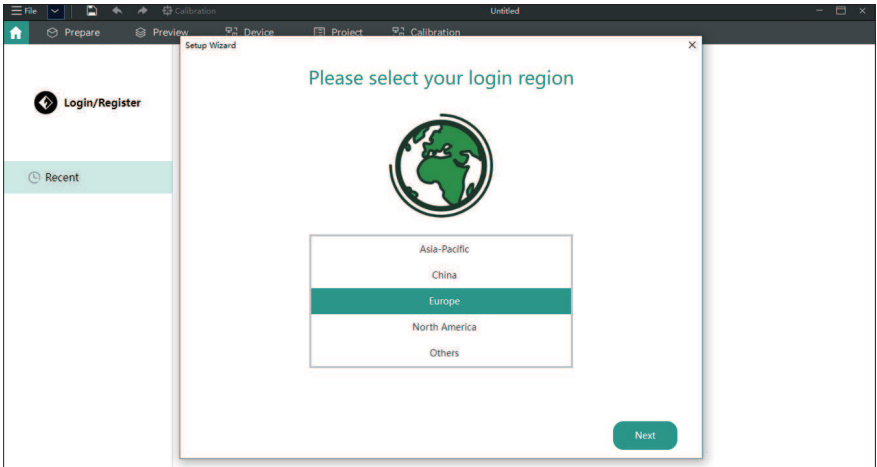 File Calibration Untitled
Prepare Preview Device Project Calibration
Setup Wizard
Please select your login region
Login/Register
Recent
Asia-Pacific
China
Europe
North America
Others
Next